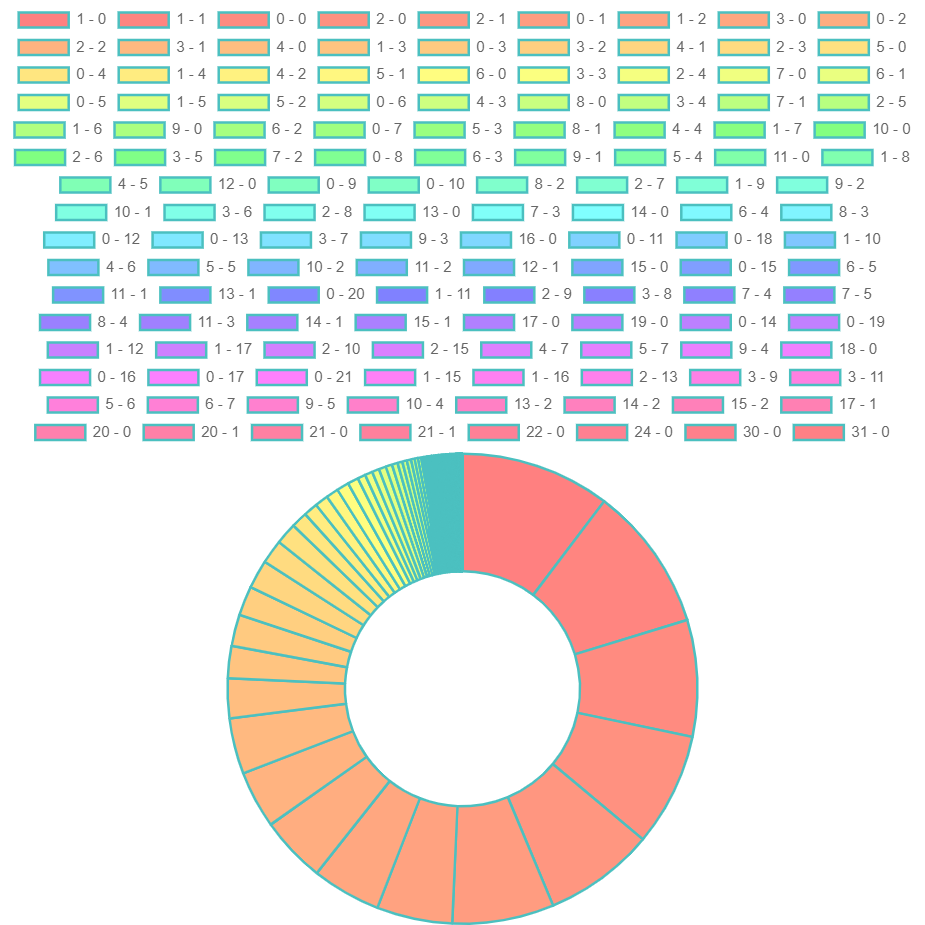 1 - 0 1 - 1 0 - 0 2 - 0 2 - 1 0 - 1 1 - 2 3 - 0 0 - 2
2 - 2 3 - 1 4 - 0 1 - 3 0 - 3 3 - 2 4 - 1 2 - 3 5 - 0
0 - 4 1 - 4 4 - 2 5 - 1 6 - 0 3 - 3 2 - 4 7 - 0 6 - 1
0 - 5 1 - 5 5 - 2 0 - 6 4 - 3 8 - 0 3 - 4 7 - 1 2 - 5
1 - 6 9 - 0 6 - 2 0 - 7 5 - 3 8 - 1 4 - 4 1 - 7 10 - 0
2 - 6 3 - 5 7 - 2 0 - 8 6 - 3 9 - 1 5 - 4 11 - 0 1 - 8
4 - 5 12 - 0 0 - 9 0 - 10 8 - 2 2 - 7 1 - 9 9 - 2
10 - 1 3 - 6 2 - 8 13 - 0 7 - 3 14 - 0 6 - 4 8 - 3
0 - 12 0 - 13 3 - 7 9 - 3 16 - 0 0 - 11 0 - 18 1 - 10
4 - 6 5 - 5 10 - 2 11 - 2 12 - 1 15 - 0 0 - 15 6 - 5
11 - 1 13 - 1 0 - 20 1 - 11 2 - 9 3 - 8 7 - 4 7 - 5
8 - 4 11 - 3 14 - 1 15 - 1 17 - 0 19 - 0 0 - 14 0 - 19
1 - 12 1 - 17 2 - 10 2 - 15 4 - 7 5 - 7 9 - 4 18 - 0
0 - 16 0 - 17 0 - 21 1 - 15 1 - 16 2 - 13 3 - 9 3 - 11
5 - 6 6 - 7 9 - 5 10 - 4 13 - 2 14 - 2 15 - 2 17 - 1
20 - 0 20 - 1 21 - 0 21 - 1 22 - 0 24 - 0 30 - 0 31 - 0